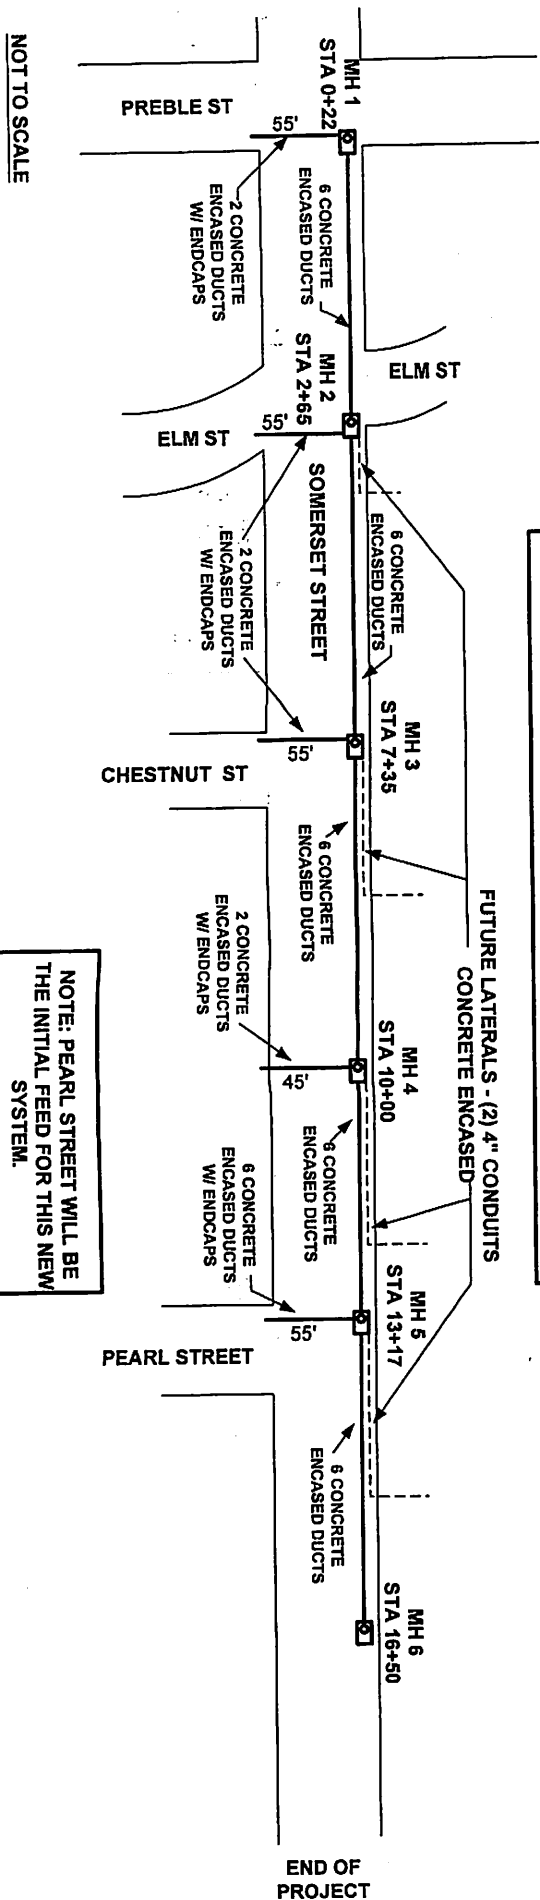 NOT TO SCALE
PREBLE ST
MH 1
STA 0+22
55'
2 CONCRETE
ENCASED DUCTS
W/ ENDCAPS
6 CONCRETE
ENCASED DUCTS
ELM ST
MH 2
STA 2+65
55'
ELM ST
SOMERSET STREET
2 CONCRETE
ENCASED DUCTS
W/ ENDCAPS
6 CONCRETE
ENCASED DUCTS
MH 3
STA 7+35
55'
CHESTNUT ST
6 CONCRETE
ENCASED DUCTS
FUTURE LATERALS - (2) 4" CONDUITS
CONCRETE ENCASED
2 CONCRETE
ENCASED DUCTS
W/ ENDCAPS
MH 4
STA 10+00
45'
6 CONCRETE
ENCASED DUCTS
6 CONCRETE
ENCASED DUCTS
W/ ENDCAPS
MH 5
STA 13+17
55'
PEARL STREET
NOTE: PEARL STREET WILL BE
THE INITIAL FEED FOR THIS NEW
SYSTEM.
6 CONCRETE
ENCASED DUCTS
MH 6
STA 16+50
END OF
PROJECT